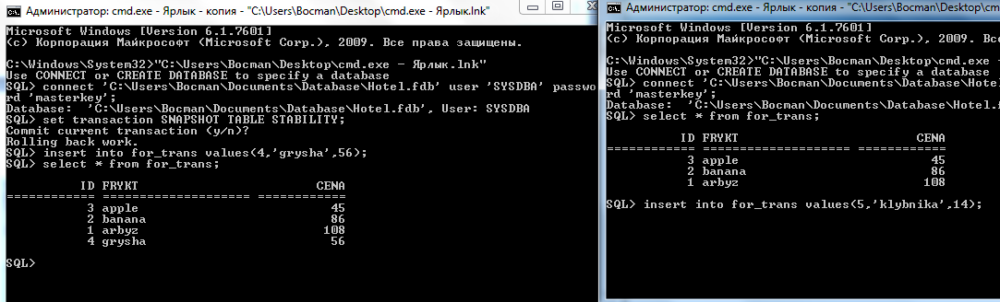 Администратор: cmd.exe - Ярлык - копия - "C:\Users\Bocman\Desktop\cmd.exe - Ярлык.lnk"
Microsoft Windows [Version 6.1.7601]
(c) Корпорация Майкрософт (Microsoft Corp.), 2009. Все права защищены.
C:\Windows\System32>"C:\Users\Bocman\Desktop\cmd.exe - Ярлык.lnk"
Use CONNECT or CREATE DATABASE to specify a database
SQL> connect 'C:\Users\Bocman\Documents\Database\Hotel.fdb' user 'SYSDBA' passwo
rd 'masterkey';
Database:  'C:\Users\Bocman\Documents\Database\Hotel.fdb', User: SYSDBA
SQL> set transaction SNAPSHOT TABLE STABILITY;
Commit current transaction (y/n)?
Rolling back work.
SQL> insert into for_trans values(4,'grysha',56);
SQL> select * from for_trans;
ID FRYKT CENA
============ ==================== ============
3 apple 45
2 banana 86
1 arbyz 108
4 grysha 56
SQL>
Администратор: cmd.exe - Ярлык - копия - "C:\Users\Bocman\Desktop\c
Microsoft Windows [Version 6.1.7601]
(c) Корпорация Майкрософт (Microsoft Corp.), 2009. Все
C:\Windows\System32>"C:\Users\Bocman\Desktop\cmd.exe -
Use CONNECT or CREATE DATABASE to specify a database
SQL> connect 'C:\Users\Bocman\Documents\Database\Hote
rd 'masterkey';
Database:  'C:\Users\Bocman\Documents\Database\Hotel.f
SQL> select * from for_trans;
ID FRYKT CENA
============ ==================== ============
3 apple 45
2 banana 86
1 arbyz 108
SQL> insert into for_trans values(5,'klybnika',14);